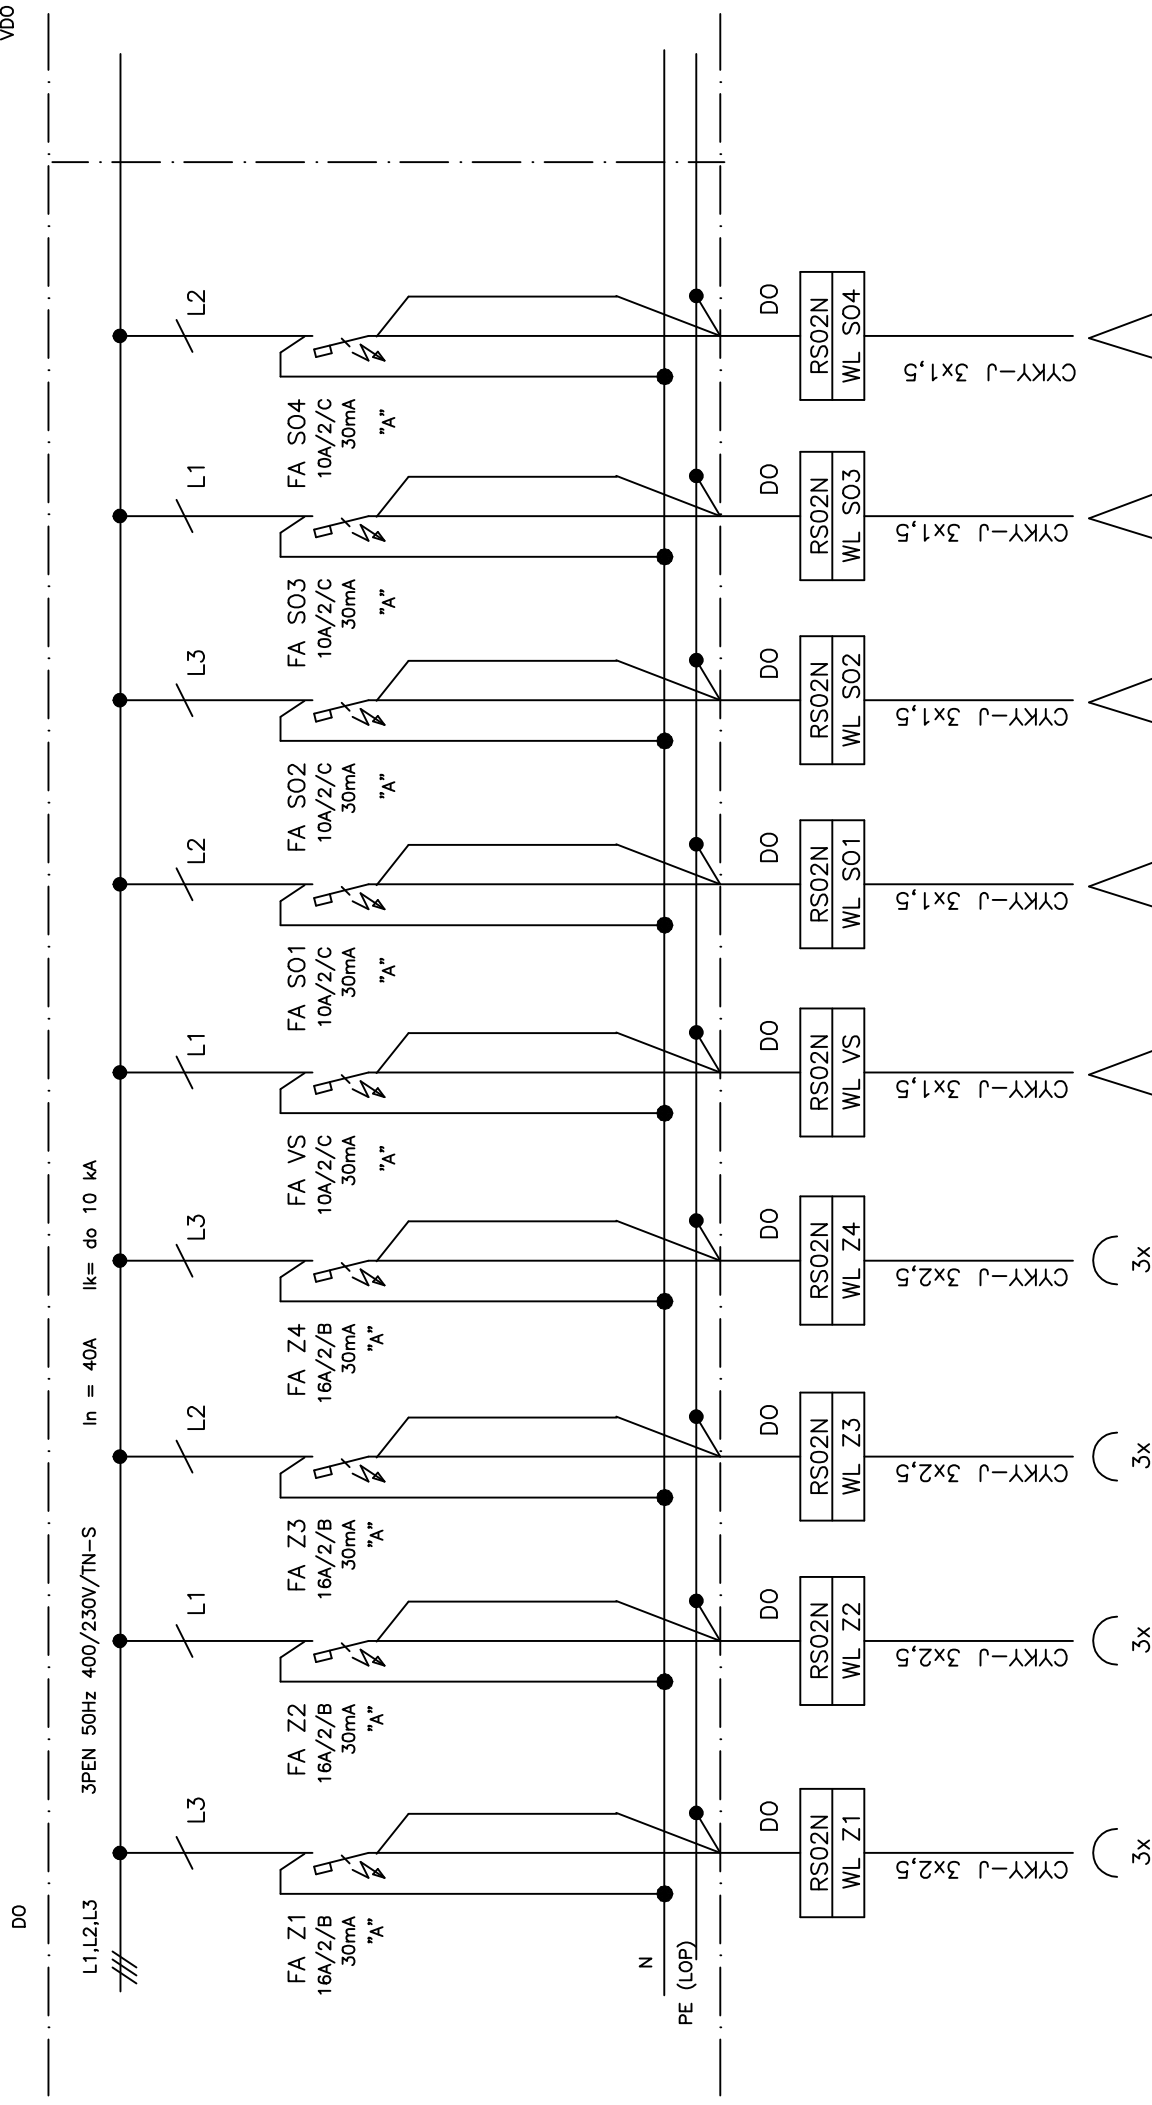 VDO
DO
L1,L2,L3
3PEN 50Hz 400/230V/TN-S
In = 40A
Ik= do 10 kA
L3
FA Z1
16A/2/B
30mA
"A"
DO
RS02N
WL Z1
CYKY-J 3x2,5
3x
L1
FA Z2
16A/2/B
30mA
"A"
DO
RS02N
WL Z2
CYKY-J 3x2,5
3x
L2
FA Z3
16A/2/B
30mA
"A"
DO
RS02N
WL Z3
CYKY-J 3x2,5
3x
L3
FA Z4
16A/2/B
30mA
"A"
DO
RS02N
WL Z4
CYKY-J 3x2,5
3x
L1
FA VS
10A/2/C
30mA
"A"
DO
RS02N
WL VS
CYKY-J 3x1,5
L2
FA SO1
10A/2/C
30mA
"A"
DO
RS02N
WL SO1
CYKY-J 3x1,5
L3
FA SO2
10A/2/C
30mA
"A"
DO
RS02N
WL SO2
CYKY-J 3x1,5
L1
FA SO3
10A/2/C
30mA
"A"
DO
RS02N
WL SO3
CYKY-J 3x1,5
L2
FA SO4
10A/2/C
30mA
"A"
DO
RS02N
WL SO4
CYKY-J 3x1,5
N
PE (LOP)